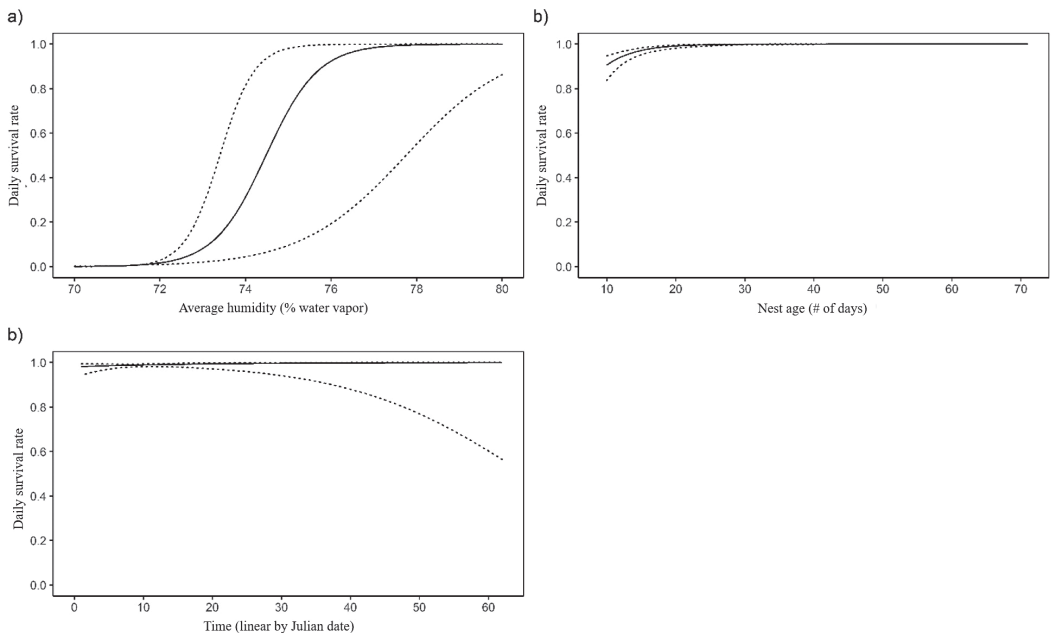 a)
1.0
0.8
0.6
0.4
0.2
0.0
Daily survival rate
70 72 74 76 78 80
Average humidity (% water vapor)
b)
1.0
0.8
0.6
0.4
0.2
0.0
Daily survival rate
10 20 30 40 50 60 70
Nest age (# of days)
b)
1.0
0.8
0.6
0.4
0.2
0.0
Daily survival rate
0 10 20 30 40 50 60
Time (linear by Julian date)